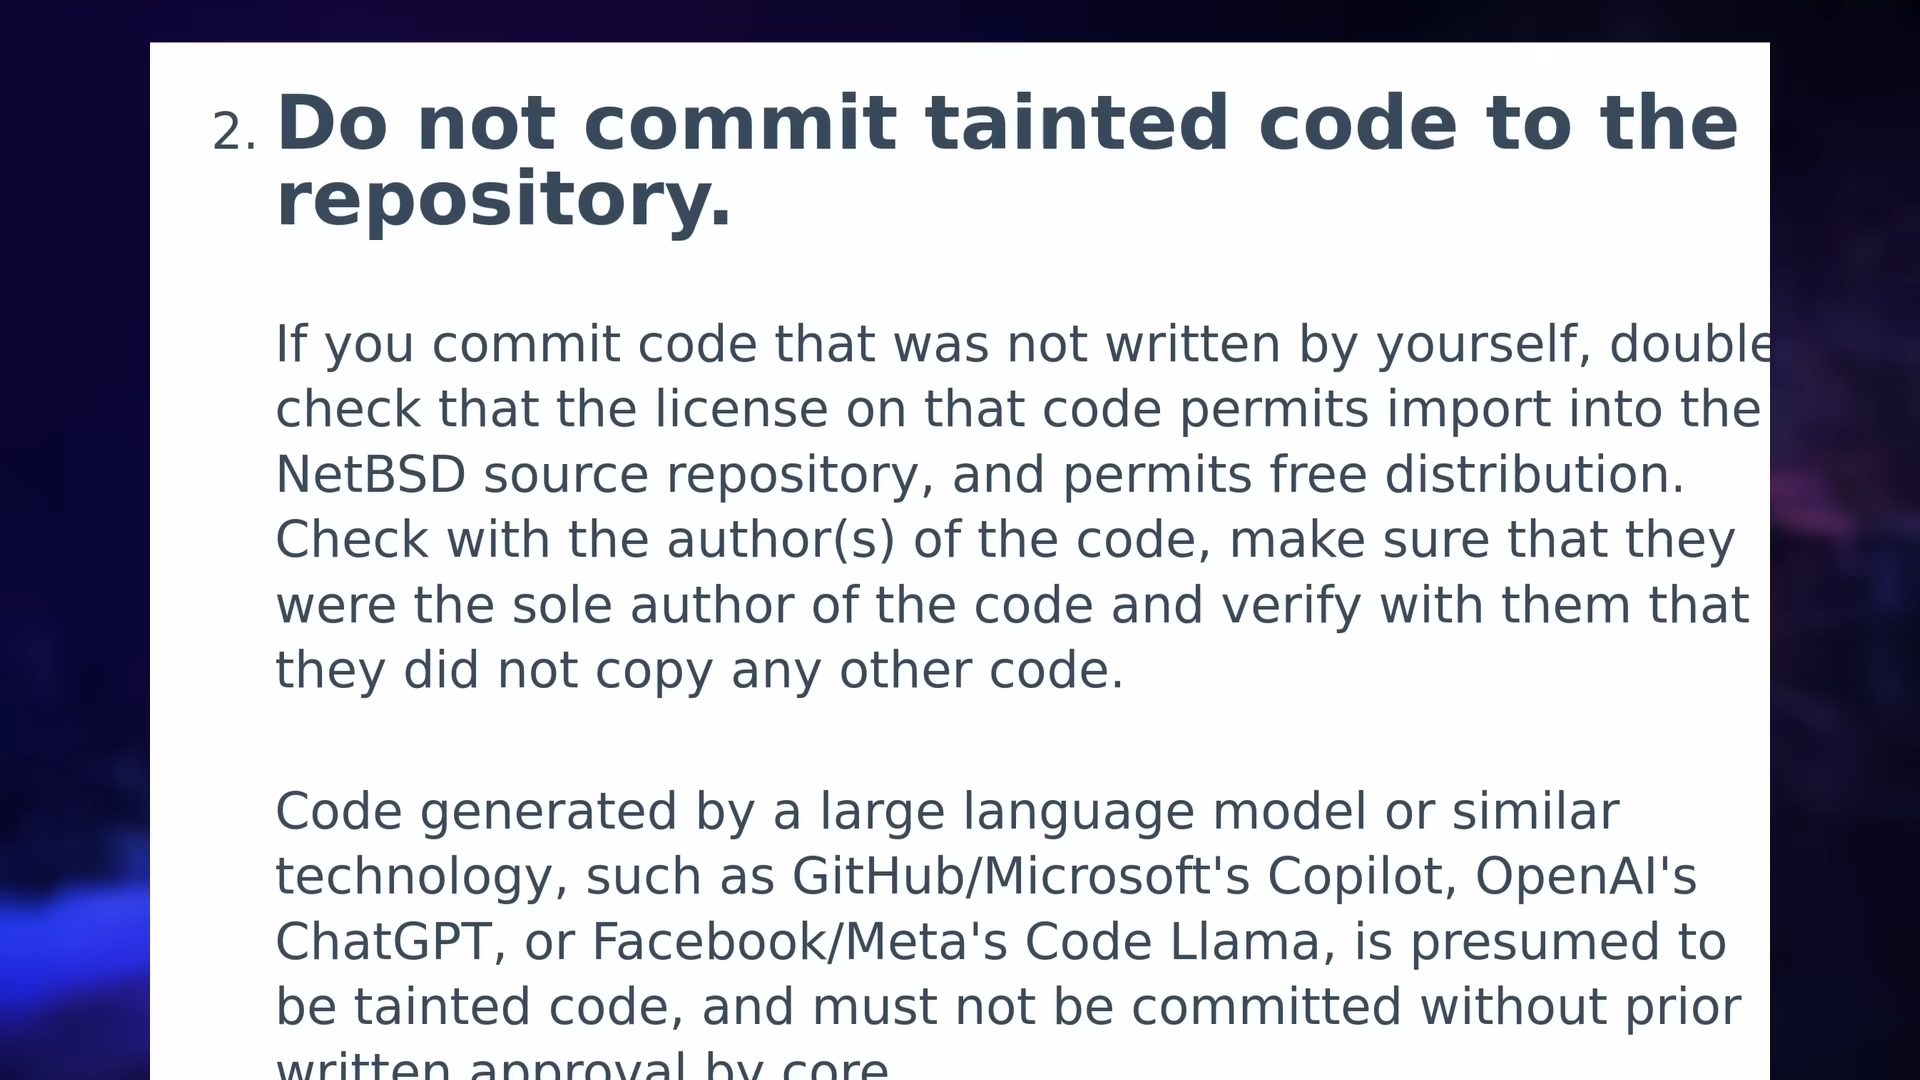 2. Do not commit tainted code to the
repository.
If you commit code that was not written by yourself, double
check that the license on that code permits import into the
NetBSD source repository, and permits free distribution.
Check with the author(s) of the code, make sure that they
were the sole author of the code and verify with them that
they did not copy any other code.
Code generated by a large language model or similar
technology, such as GitHub/Microsoft's Copilot, OpenAI's
ChatGPT, or Facebook/Meta's Code Llama, is presumed to
be tainted code, and must not be committed without prior
written approval by core